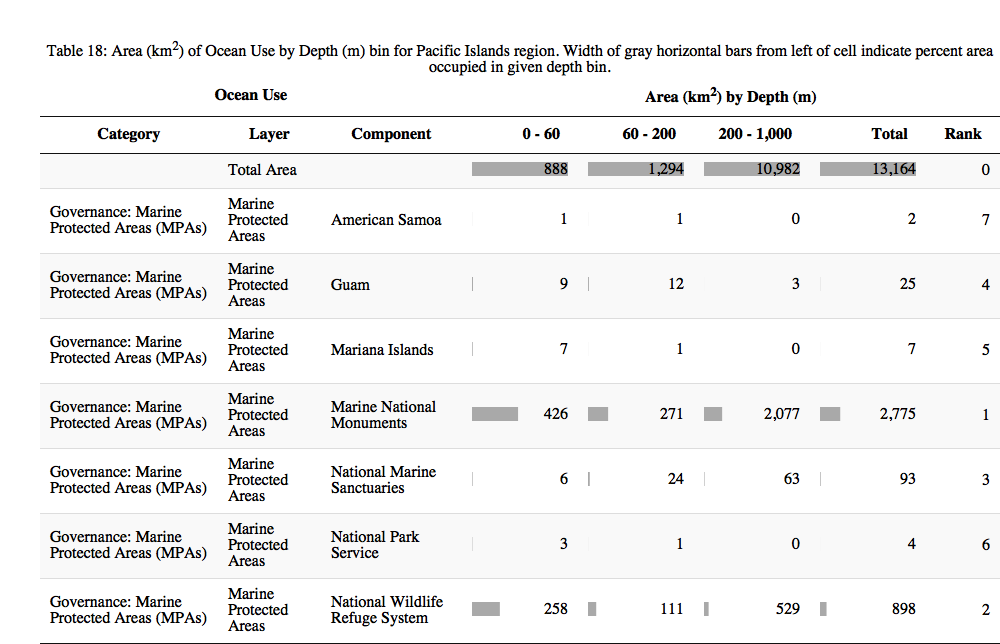 Table 18: Area (km2) of Ocean Use by Depth (m) bin for Pacific Islands region. Width of gray horizontal bars from left of cell indicate percent area
occupied in given depth bin.
Ocean Use Area (km2) by Depth (m)
Category Layer Component 0 - 60 60 - 200 200 - 1,000 Total Rank
Total Area 888 1,294 10,982 13,164 0
Governance: Marine
Protected Areas (MPAs)
Marine
Protected
Areas
American Samoa
1 1 0 2 7
Governance: Marine
Protected Areas (MPAs)
Marine
Protected
Areas
Guam
9 12 3 25 4
Governance: Marine
Protected Areas (MPAs)
Marine
Protected
Areas
Mariana Islands
7 1 0 7 5
Governance: Marine
Protected Areas (MPAs)
Marine
Protected
Areas
Marine National
Monuments
426 271 2,077 2,775 1
Governance: Marine
Protected Areas (MPAs)
Marine
Protected
Areas
National Marine
Sanctuaries
6 24 63 93 3
Governance: Marine
Protected Areas (MPAs)
Marine
Protected
Areas
National Park
Service
3 1 0 4 6
Governance: Marine
Protected Areas (MPAs)
Marine
Protected
Areas
National Wildlife
Refuge System
258 111 529 898 2